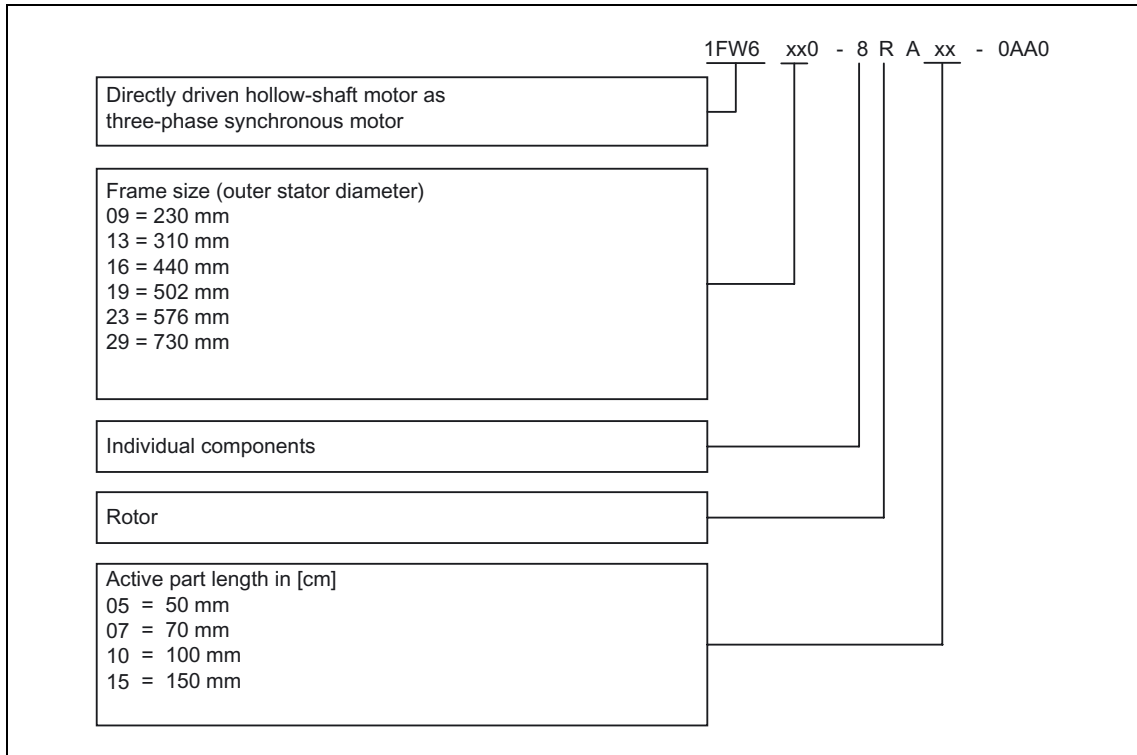 1FW6 xx0 - 8 R A xx - 0AA0
Directly driven hollow-shaft motor as
three-phase synchronous motor
Frame size (outer stator diameter)
09 = 230 mm
13 = 310 mm
16 = 440 mm
19 = 502 mm
23 = 576 mm
29 = 730 mm
Individual components
Rotor
Active part length in [cm]
05 = 50 mm
07 = 70 mm
10 = 100 mm
15 = 150 mm